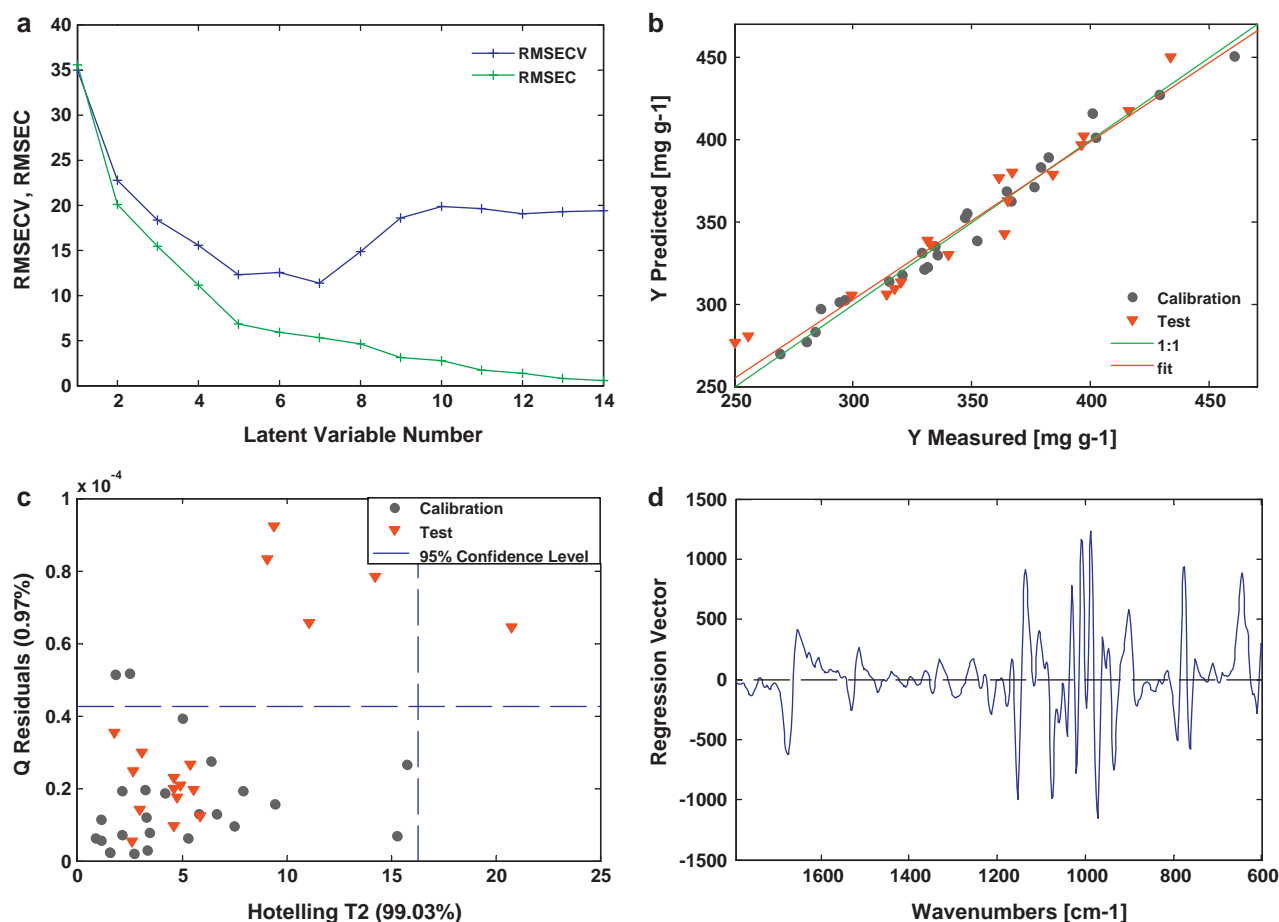 a
40
35
30
25
20
15
10
5
0
2
4
6
8
10
12
14
RMSECV, RMSEC
Latent Variable Number
RMSECV
RMSEC
b
450
400
350
300
250
250
300
350
400
450
Y Predicted [mg g-1]
Y Measured [mg g-1]
Calibration
Test
1:1
fit
c
x 10-4
1
0.8
0.6
0.4
0.2
0
0
5
10
15
20
25
Q Residuals (0.97%)
Hotelling T2 (99.03%)
Calibration
Test
95% Confidence Level
d
1500
1000
500
0
-500
-1000
-1500
1600
1400
1200
1000
800
600
Regression Vector
Wavenumbers [cm-1]